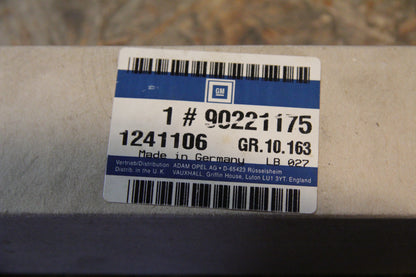 GM
1 # 90221175
1241106 GR.10.163
Made in Germany LB 027
Vertrieb/Distribution ADAM OPEL AG • D-65423 Rüsselsheim
Distrib. in the U.K. VAUXHALL, Griffin House, Luton LU1 3YT. England